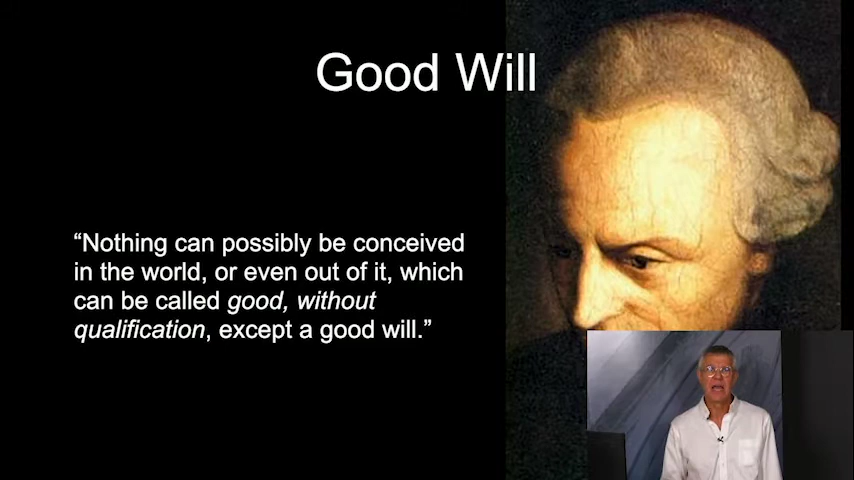 Good Will
“Nothing can possibly be conceived
in the world, or even out of it, which
can be called good, without
qualification, except a good will.”